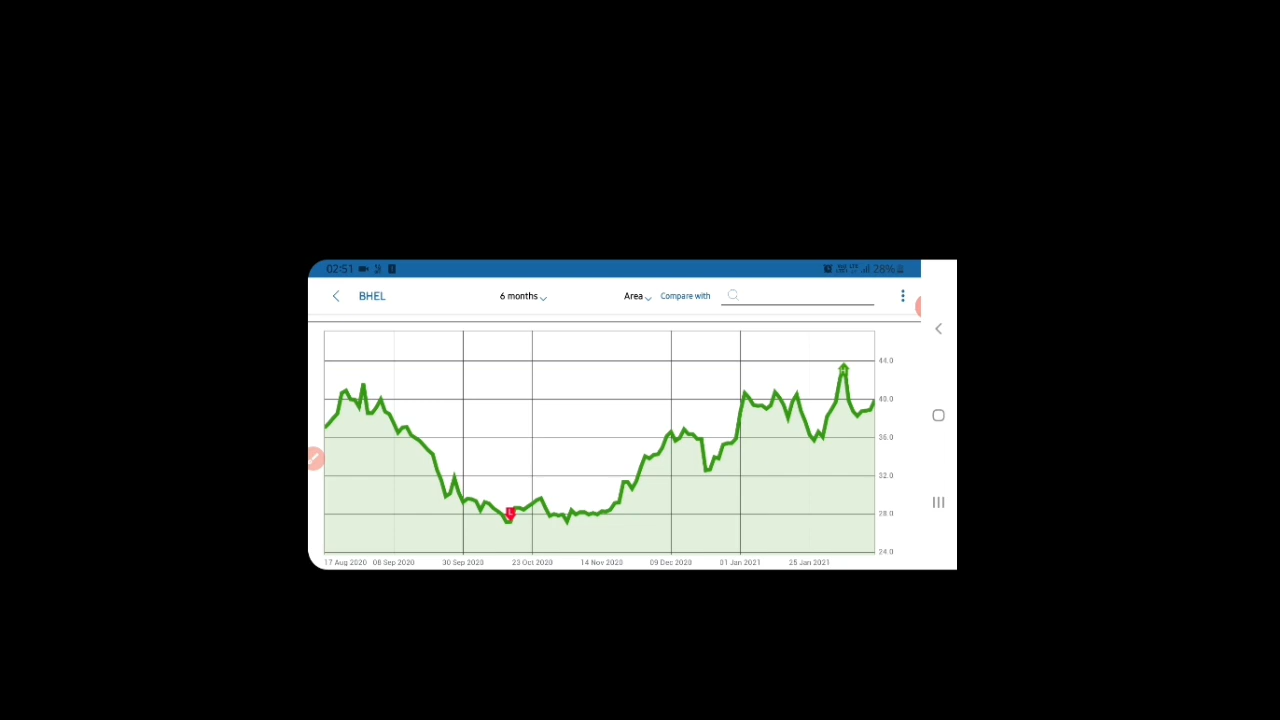 02:51 28%
BHEL 6 months Area Compare with
H
44.0
40.0
36.0
32.0
L
28.0
24.0
17 Aug 2020 08 Sep 2020 30 Sep 2020 23 Oct 2020 14 Nov 2020 09 Dec 2020 01 Jan 2021 25 Jan 2021